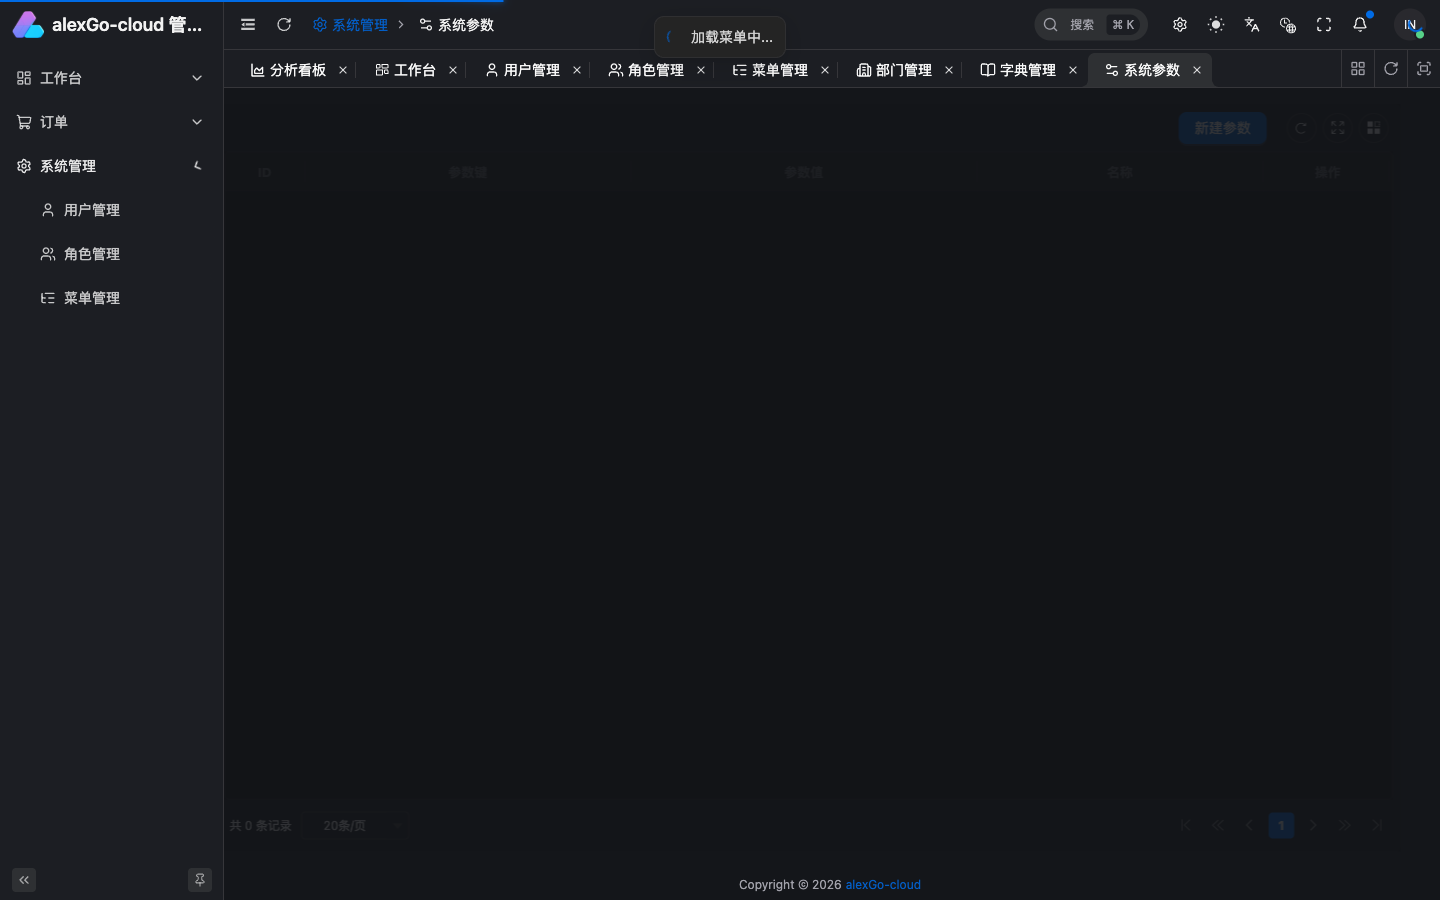 alexGo-cloud 管...
系统管理
系统参数
加载菜单中...
搜索
⌘ K
IN
分析看板
工作台
用户管理
角色管理
菜单管理
部门管理
字典管理
系统参数
工作台
订单
系统管理
用户管理
角色管理
菜单管理
新建参数
ID
参数键
参数值
名称
操作
共 0 条记录
20条/页
1
Copyright © 2026 alexGo-cloud